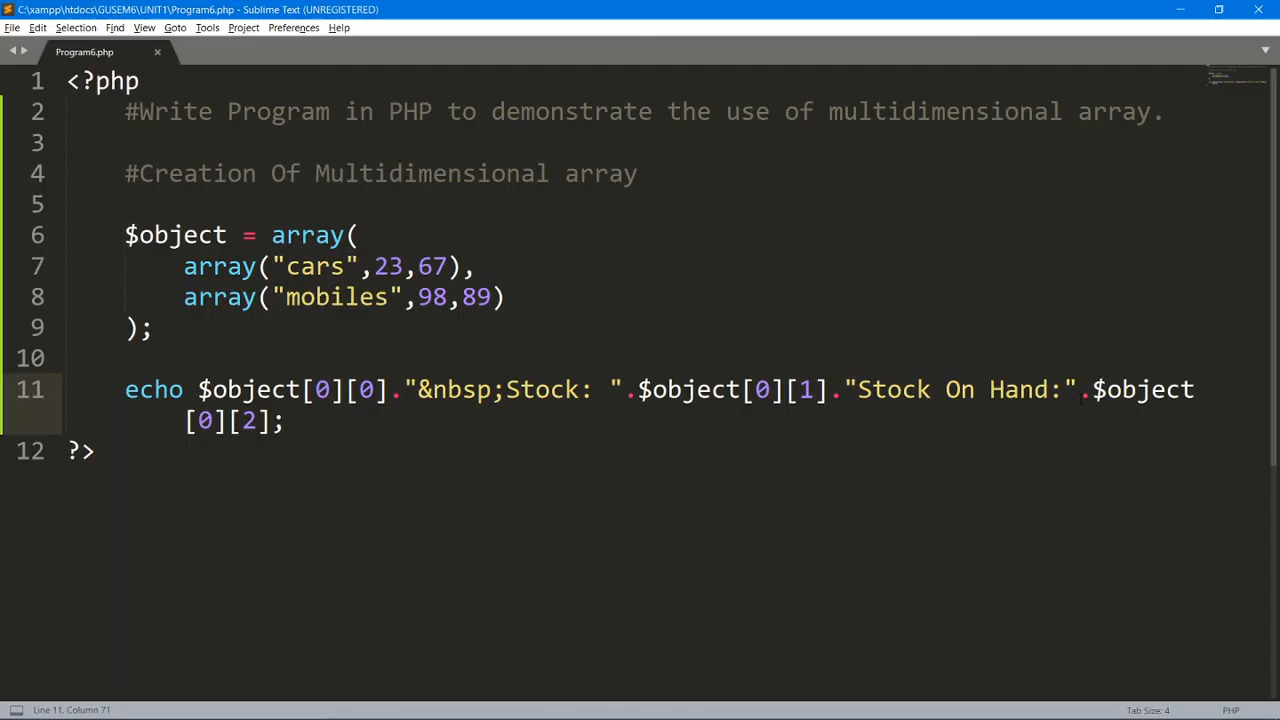 C:\xampp\htdocs\GUSEM6\UNIT1\Program6.php - Sublime Text (UNREGISTERED)
File Edit Selection Find View Goto Tools Project Preferences Help
Program6.php
1 <?php
2 #Write Program in PHP to demonstrate the use of multidimensional array.
3
4 #Creation Of Multidimensional array
5
6 $object = array(
7 array("cars",23,67),
8 array("mobiles",98,89)
9 );
10
11 echo $object[0][0]."&nbsp;Stock: ".$object[0][1]."Stock On Hand:".$object
[0][2];
12 ?>
Line 11, Column 71 Tab Size: 4 PHP